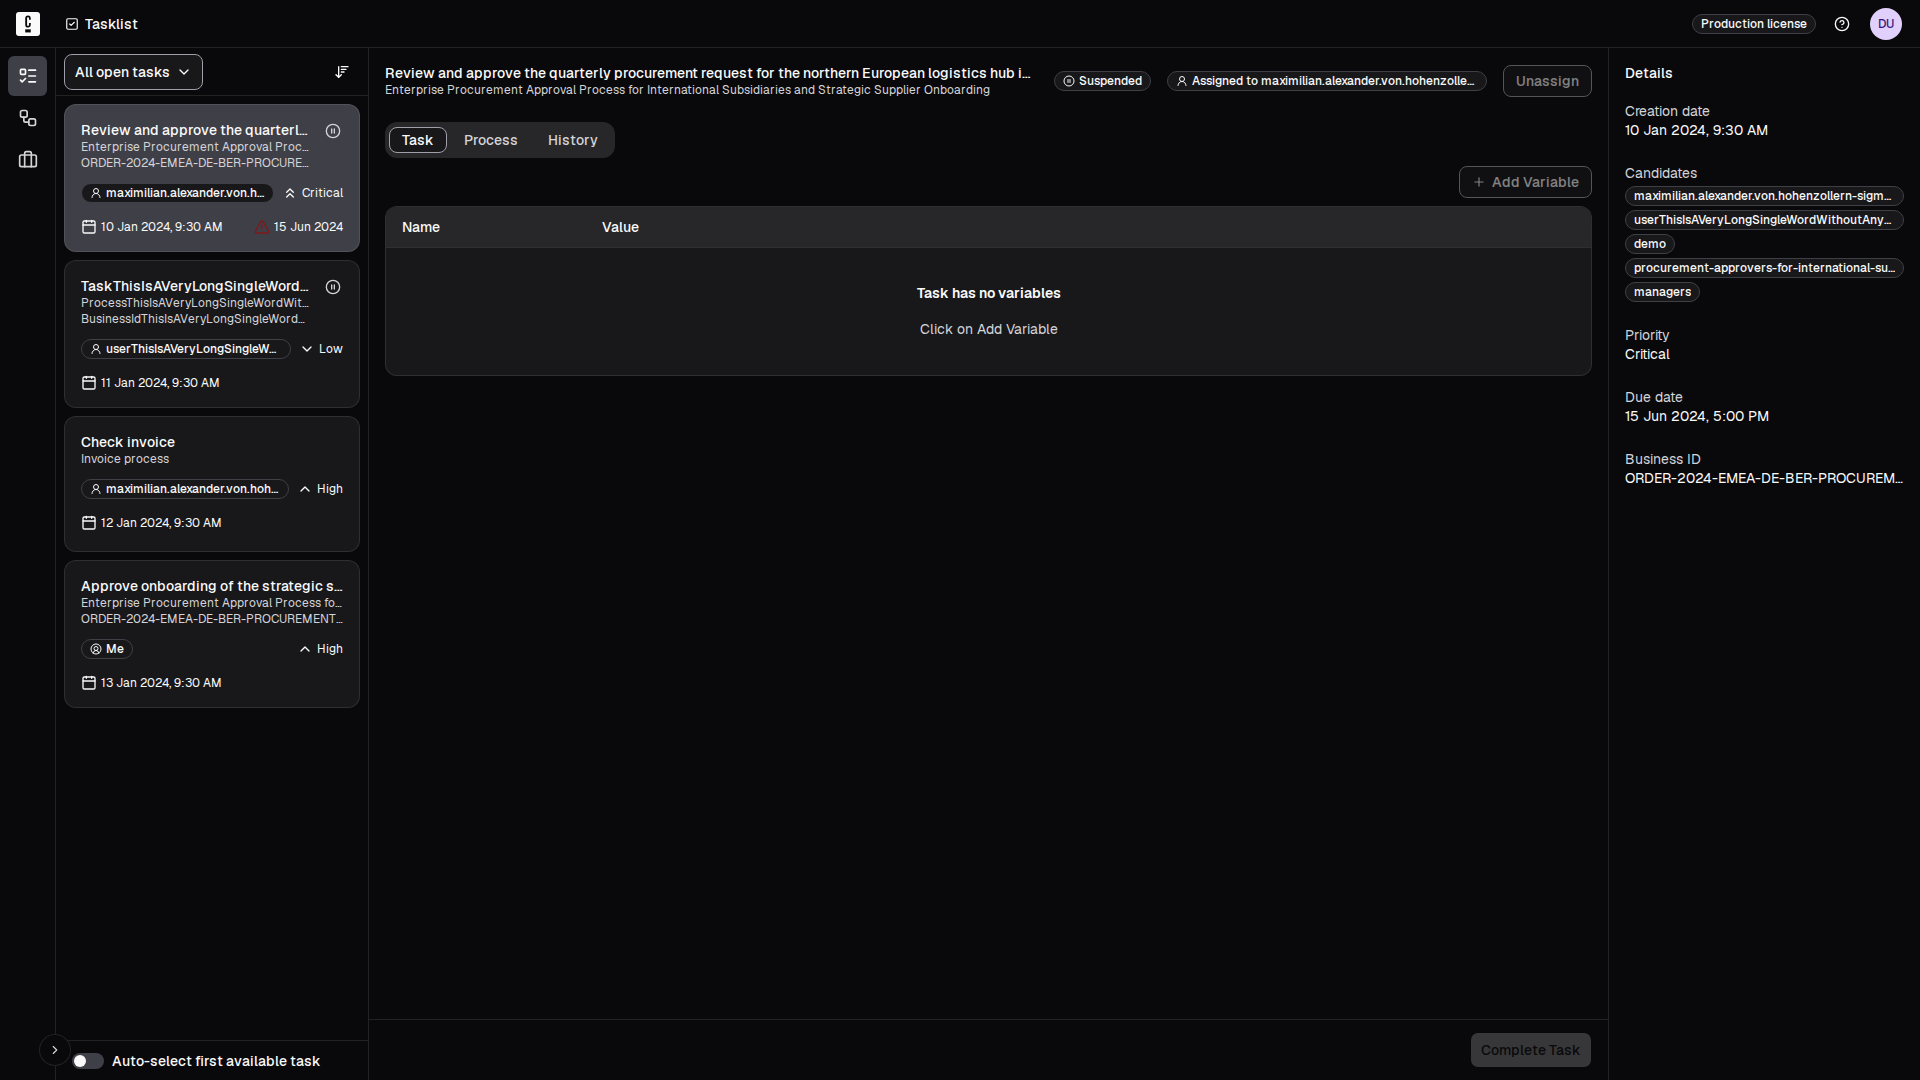 Tasklist
Production license
DU
All open tasks
Review and approve the quarterl...
Enterprise Procurement Approval Proc...
ORDER-2024-EMEA-DE-BER-PROCURE...
maximilian.alexander.von.h...
Critical
10 Jan 2024, 9:30 AM
15 Jun 2024
TaskThisIsAVeryLongSingleWord...
ProcessThisIsAVeryLongSingleWordWit...
BusinessIdThisIsAVeryLongSingleWord...
userThisIsAVeryLongSingleW...
Low
11 Jan 2024, 9:30 AM
Check invoice
Invoice process
maximilian.alexander.von.hoh...
High
12 Jan 2024, 9:30 AM
Approve onboarding of the strategic s...
Enterprise Procurement Approval Process fo...
ORDER-2024-EMEA-DE-BER-PROCUREMENT...
Me
High
13 Jan 2024, 9:30 AM
Auto-select first available task
Review and approve the quarterly procurement request for the northern European logistics hub i...
Enterprise Procurement Approval Process for International Subsidiaries and Strategic Supplier Onboarding
Suspended
Assigned to maximilian.alexander.von.hohenzolle...
Unassign
Task
Process
History
Add Variable
Name
Value
Task has no variables
Click on Add Variable
Complete Task
Details
Creation date
10 Jan 2024, 9:30 AM
Candidates
maximilian.alexander.von.hohenzollern-sigm...
userThisIsAVeryLongSingleWordWithoutAny...
demo
procurement-approvers-for-international-su...
managers
Priority
Critical
Due date
15 Jun 2024, 5:00 PM
Business ID
ORDER-2024-EMEA-DE-BER-PROCUREM...